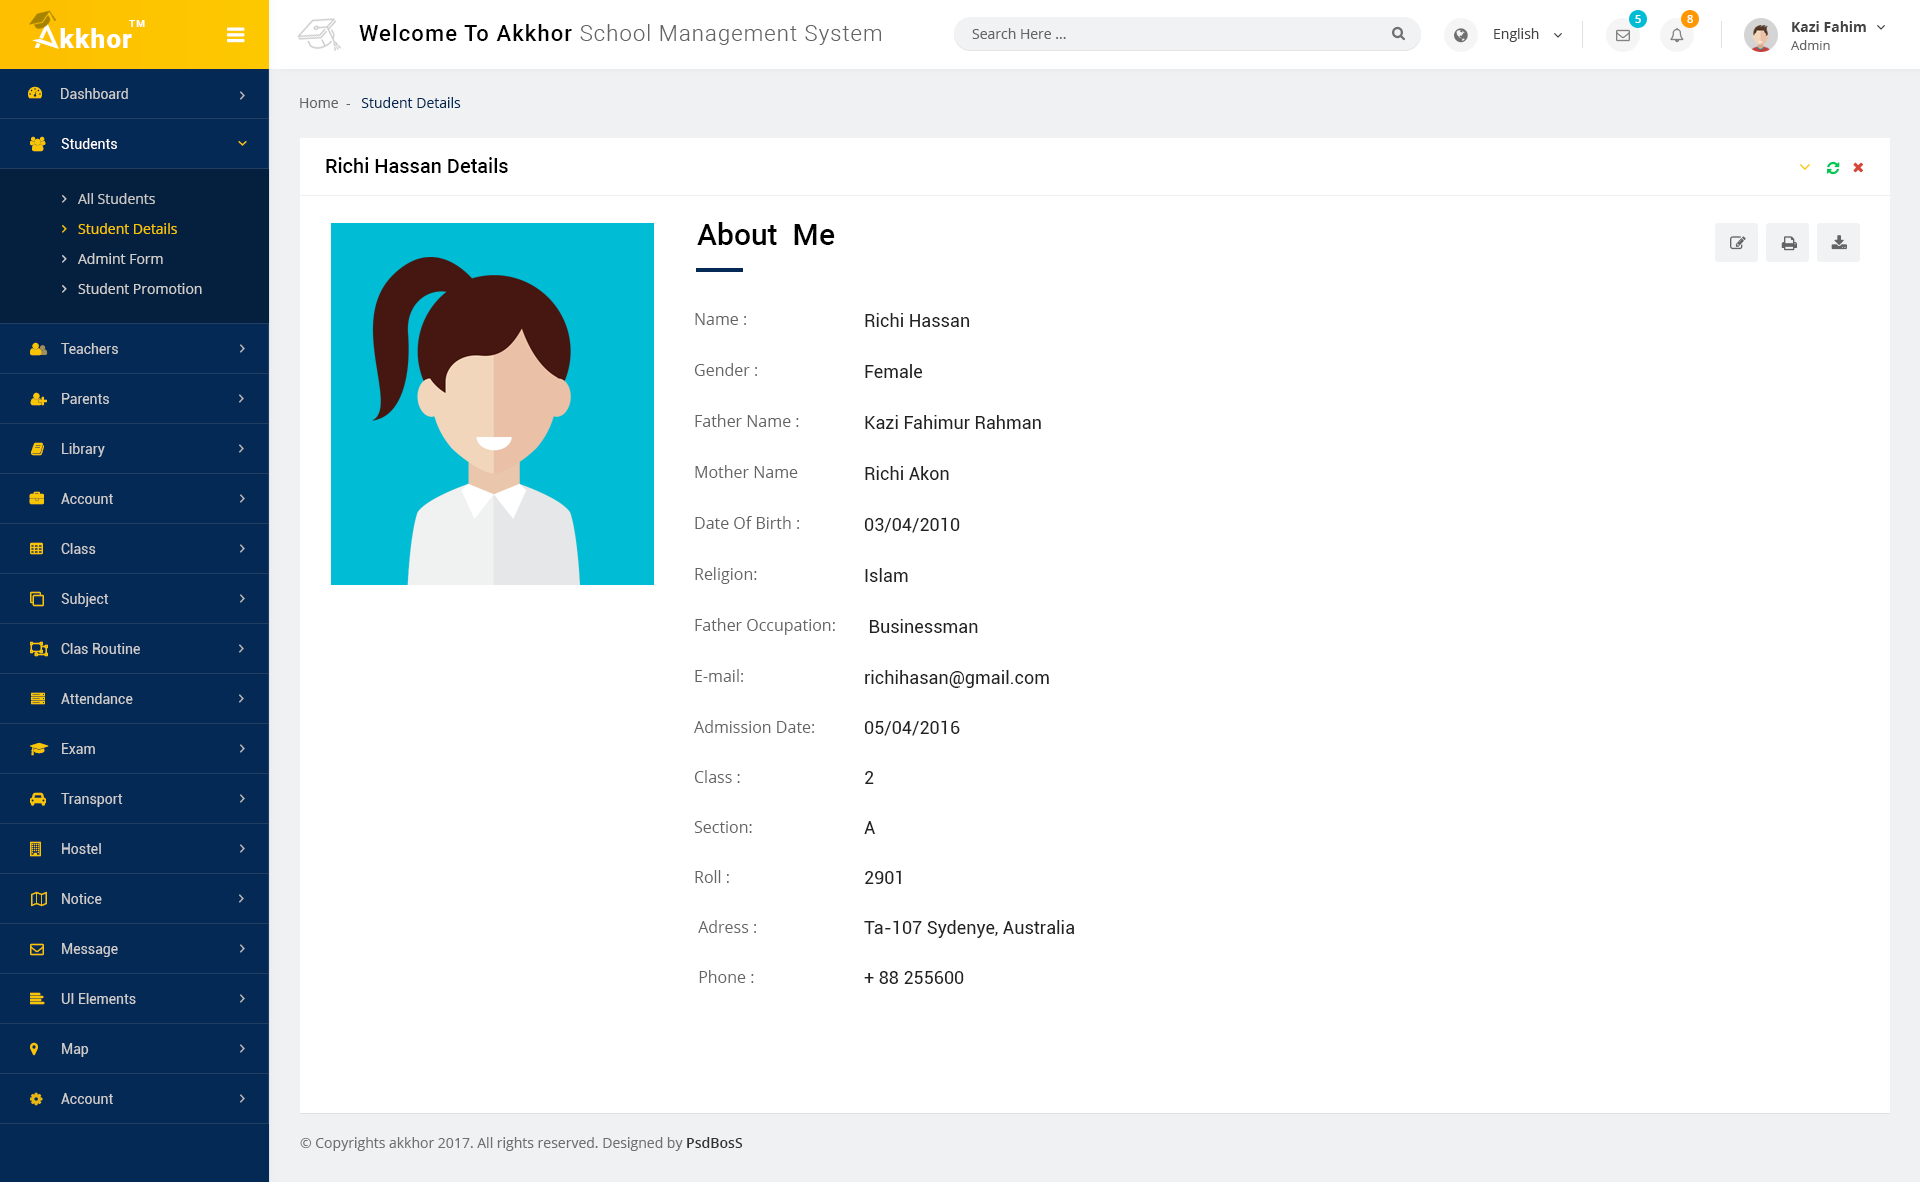 Akkhor TM
Welcome To Akkhor School Management System
Search Here ...
English
5
8
Kazi Fahim
Admin
Dashboard
Students
All Students
Student Details
Admint Form
Student Promotion
Teachers
Parents
Library
Account
Class
Subject
Clas Routine
Attendance
Exam
Transport
Hostel
Notice
Message
UI Elements
Map
Account
Home - Student Details
Richi Hassan Details
About Me
Name : Richi Hassan
Gender : Female
Father Name : Kazi Fahimur Rahman
Mother Name Richi Akon
Date Of Birth : 03/04/2010
Religion: Islam
Father Occupation: Businessman
E-mail: richihasan@gmail.com
Admission Date: 05/04/2016
Class : 2
Section: A
Roll : 2901
Adress : Ta-107 Sydenye, Australia
Phone : + 88 255600
© Copyrights akkhor 2017. All rights reserved. Designed by PsdBosS